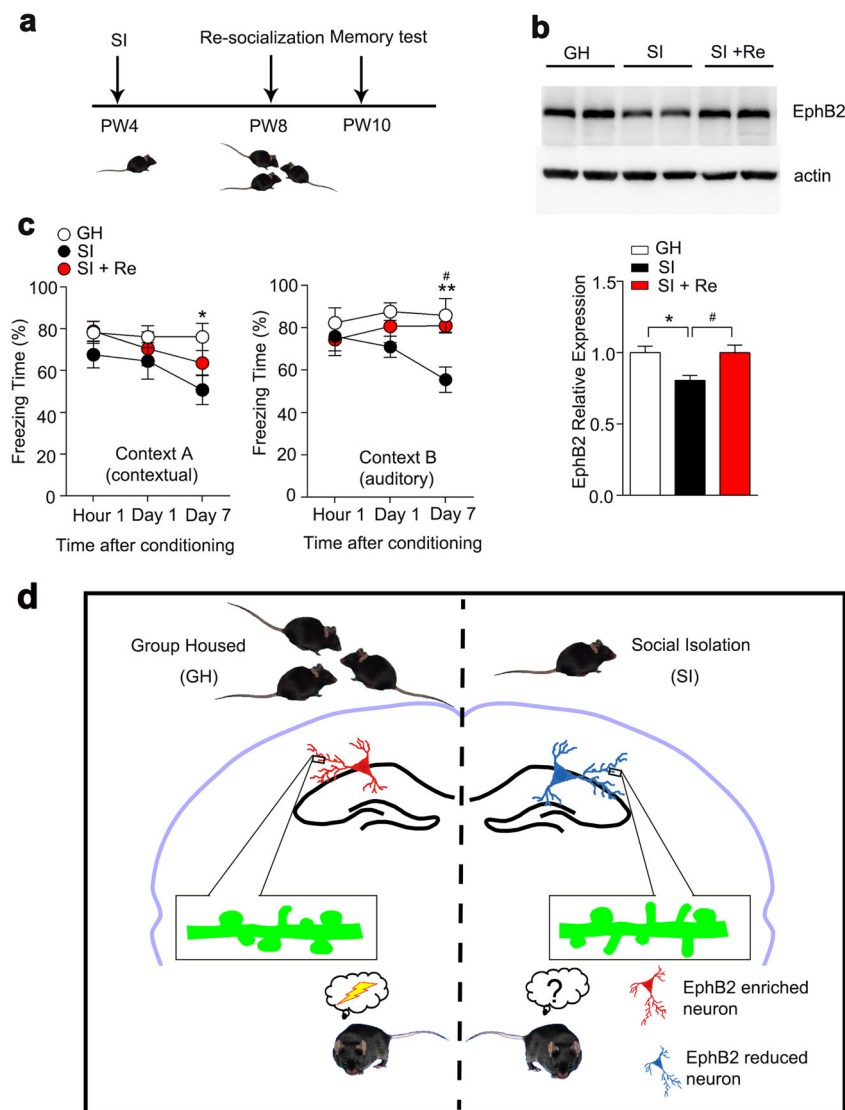 a
SI
Re-socialization
Memory test
PW4
PW8
PW10
b
GH
SI
SI +Re
EphB2
actin
GH
SI
SI + Re
EphB2 Relative Expression
1.5
1.0
0.5
0.0
*
#
c
GH
SI
SI + Re
Freezing Time (%)
100
80
60
40
20
0
*
Context A
(contextual)
Hour 1 Day 1 Day 7
Time after conditioning
Freezing Time (%)
100
80
60
40
20
0
#
**
Context B
(auditory)
Hour 1 Day 1 Day 7
Time after conditioning
d
Group Housed
(GH)
Social Isolation
(SI)
?
EphB2 enriched
neuron
EphB2 reduced
neuron